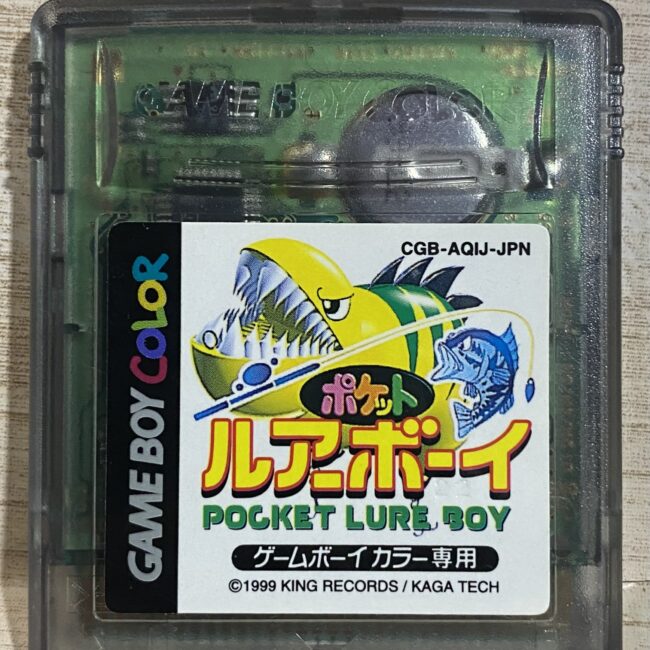 GAME BOY COLOR
CGB-AQIJ-JPN
GAME BOY COLOR
ポケット
ルアーボーイ
POCKET LURE BOY
ゲームボーイカラー専用
©1999 KING RECORDS / KAGA TECH